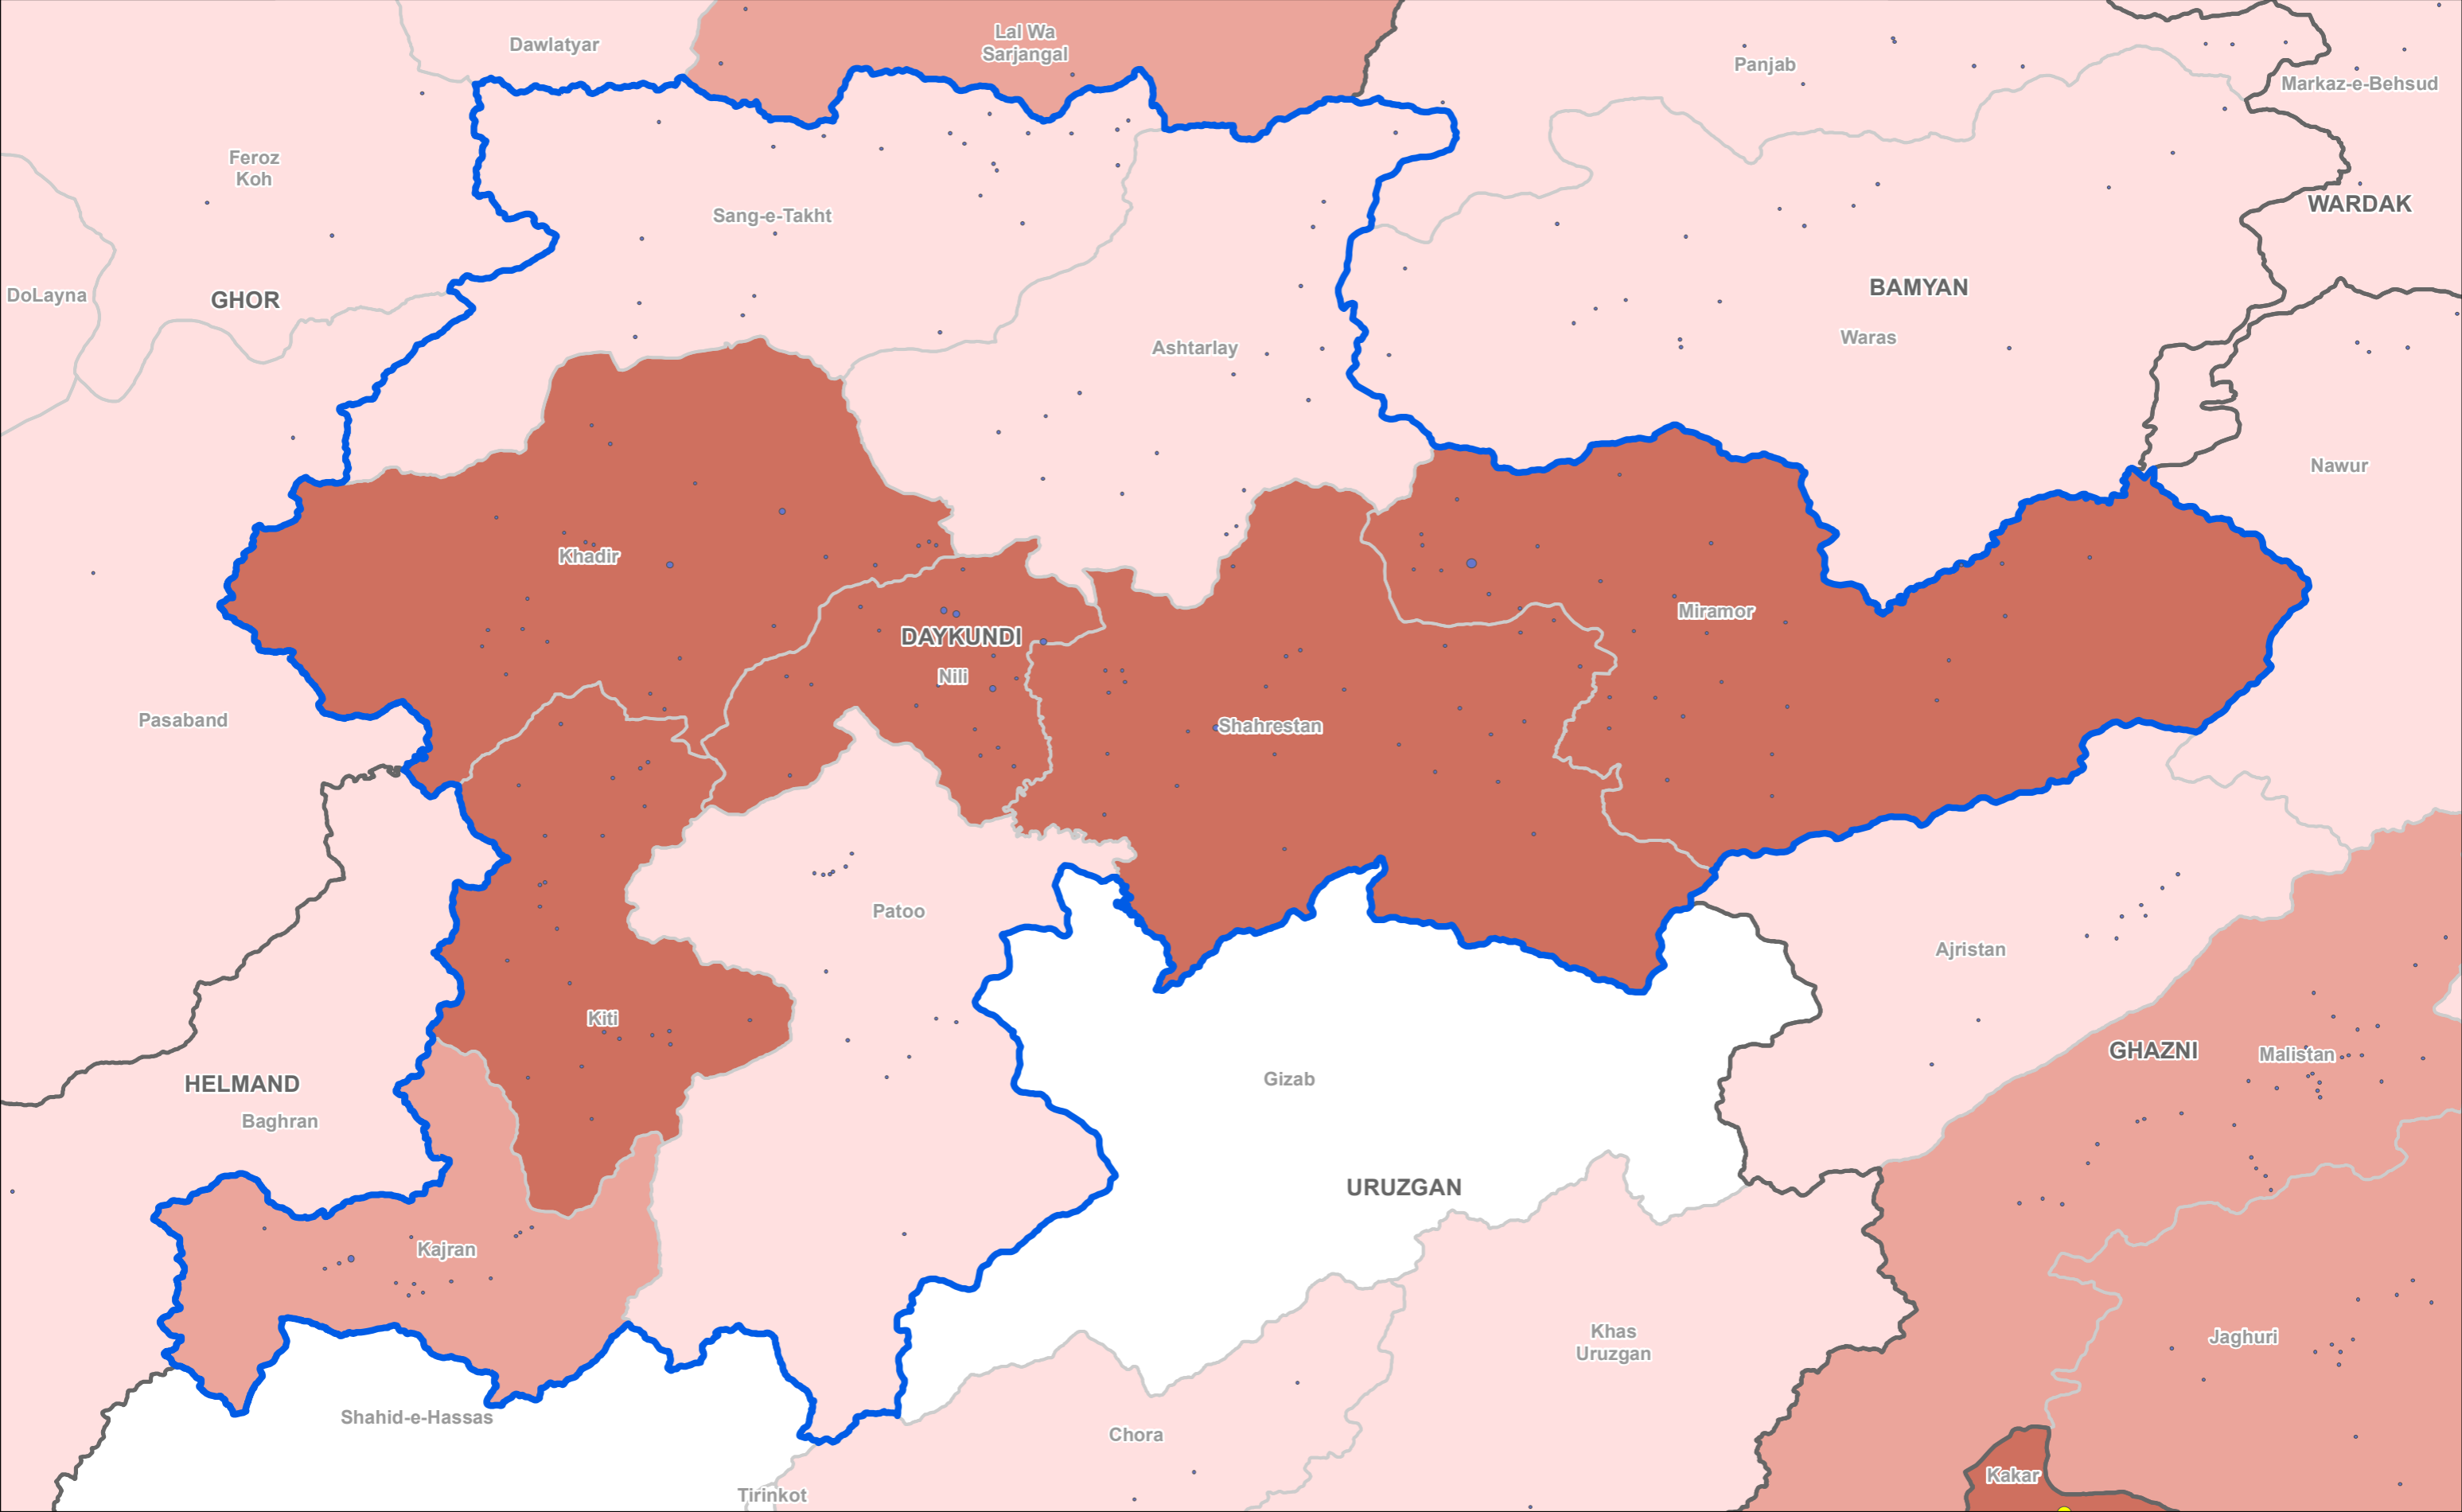 Lal Wa
Sarjangal
Dawlatyar
Panjab
Markaz-e-Behsud
Feroz
Koh
WARDAK
Sang-e-Takht
DoLayna
GHOR
BAMYAN
Waras
Ashtarlay
Nawur
Khadir
Miramor
DAYKUNDI
Nili
Pasaband
Shahrestan
Patoo
Ajristan
Kiti
GHAZNI
Malistan
HELMAND
Gizab
Baghran
URUZGAN
Kajran
Khas
Uruzgan
Jaghuri
Shahid-e-Hassas
Chora
Kakar
Tirinkot